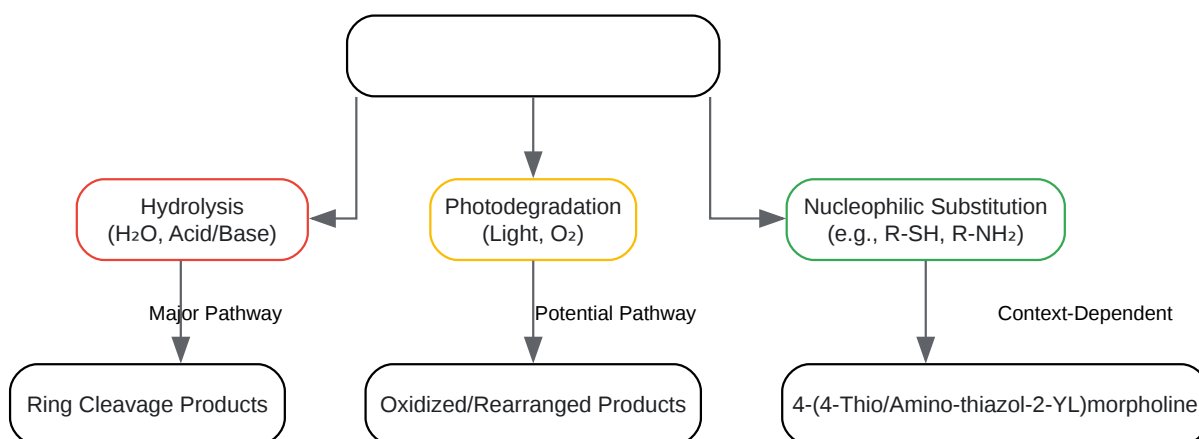 Hydrolysis
(H₂O, Acid/Base)
Photodegradation
(Light, O₂)
Nucleophilic Substitution
(e.g., R-SH, R-NH₂)
Major Pathway
Potential Pathway
Context-Dependent
Ring Cleavage Products
Oxidized/Rearranged Products
4-(4-Thio/Amino-thiazol-2-YL)morpholine